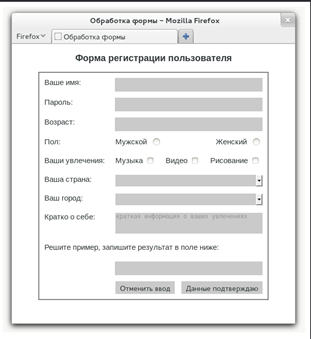 Обработка формы – Mozilla Firefox
Firefox
Обработка формы
Форма регистрации пользователя
Ваше имя:
Пароль:
Возраст:
Пол: Мужской Женский
Ваши увлечения: Музыка Видео Рисование
Ваша страна:
Ваш город:
Кратко о себе: Краткая информация о ваших увлечениях
Решите пример, запишите результат в поле ниже:
Отменить ввод Данные подтверждаю